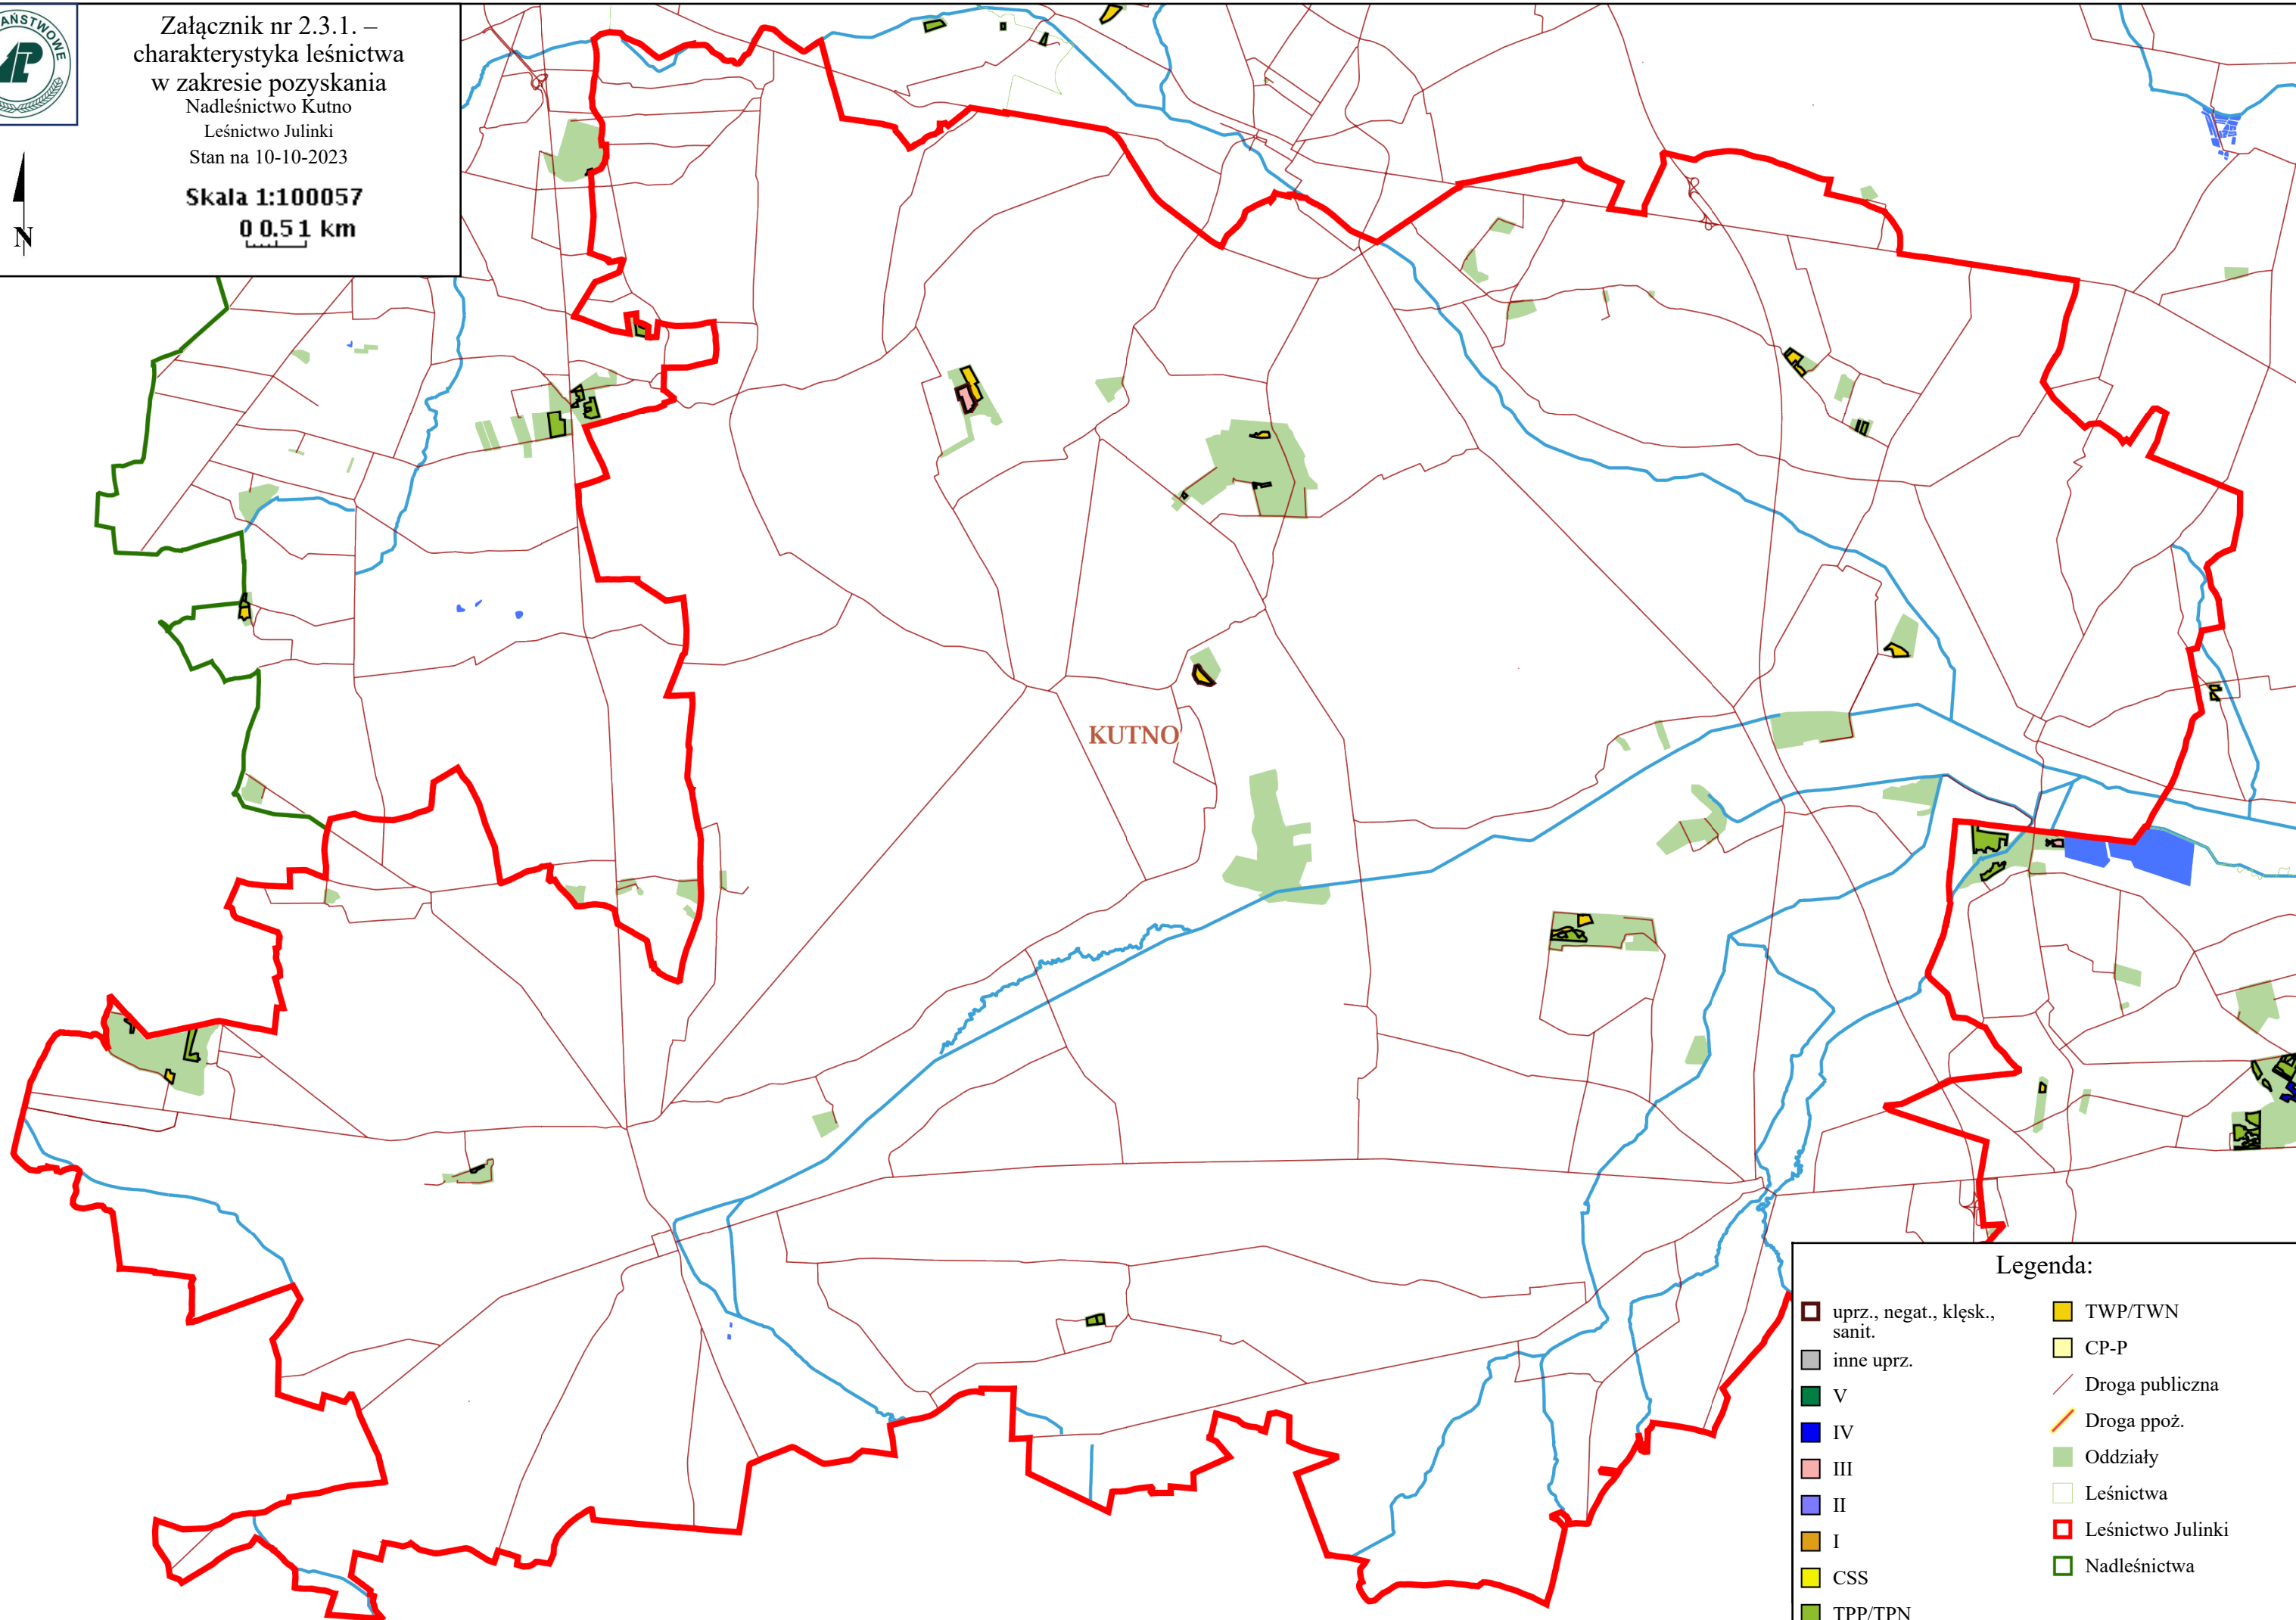 PAŃSTWOWE
LP
Załącznik nr 2.3.1. –
charakterystyka leśnictwa
w zakresie pozyskania
Nadleśnictwo Kutno
Leśnictwo Julinki
Stan na 10-10-2023
Skala 1:100057
0 0.5 1 km
N
KUTNO
Legenda:
uprz., negat., klęsk.,
sanit.
inne uprz.
V
IV
III
II
I
CSS
TPP/TPN
TWP/TWN
CP-P
Droga publiczna
Droga ppoż.
Oddziały
Leśnictwa
Leśnictwo Julinki
Nadleśnictwa